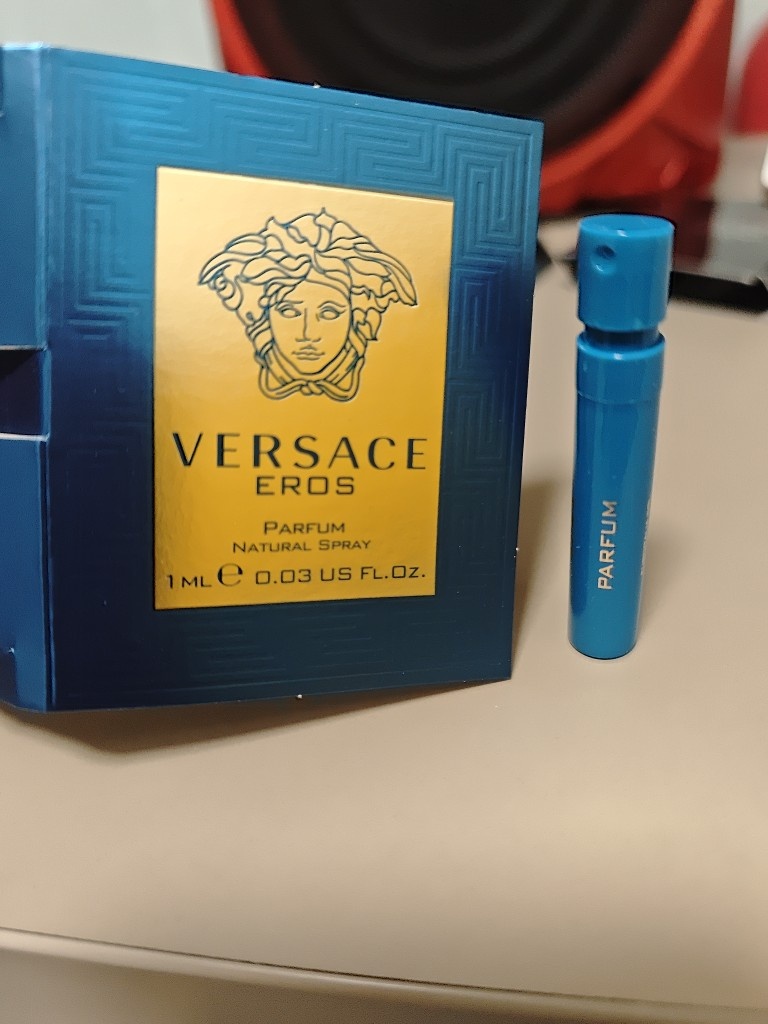 VERSACE
EROS
PARFUM
NATURAL SPRAY
1 ML e 0.03 US FL.OZ.
PARFUM